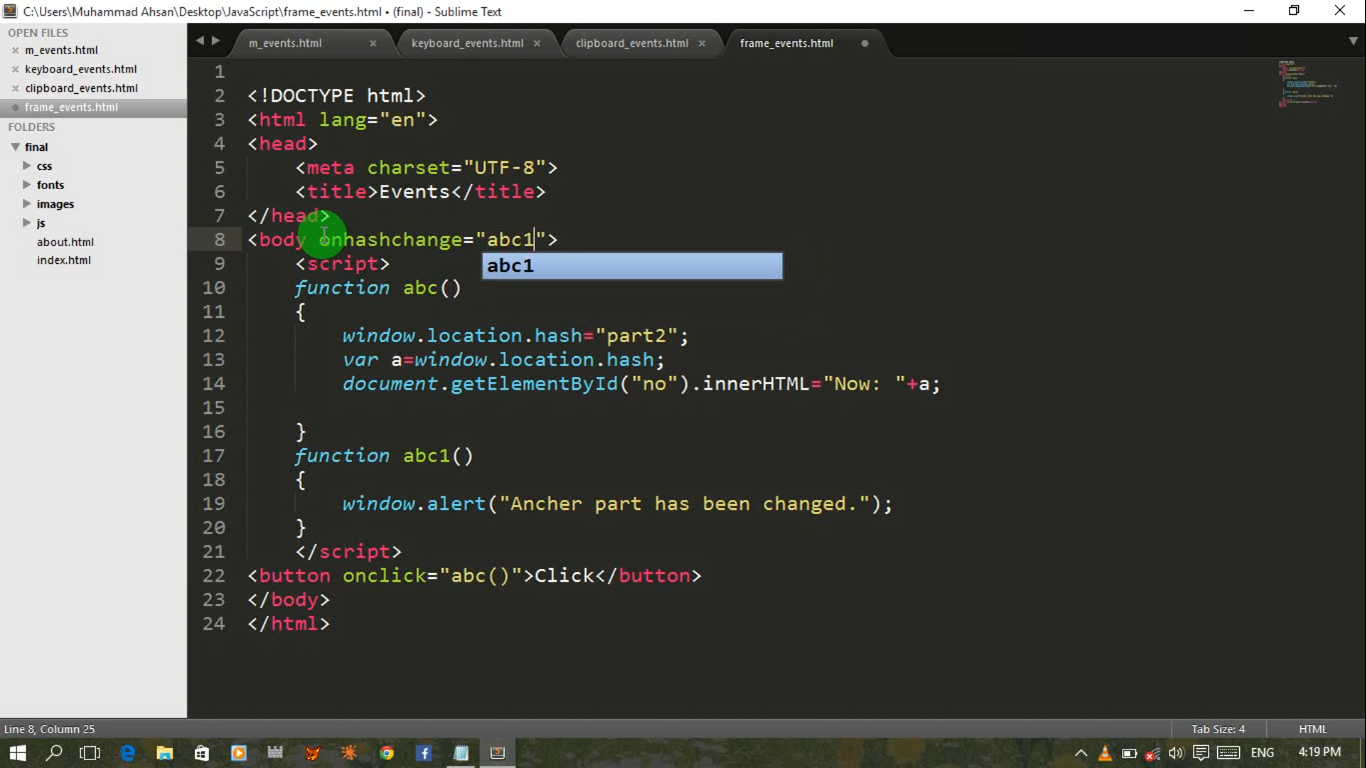 C:\Users\Muhammad Ahsan\Desktop\JavaScript\frame_events.html • (final) - Sublime Text
OPEN FILES
m_events.html
keyboard_events.html
clipboard_events.html
frame_events.html
FOLDERS
final
css
fonts
images
js
about.html
index.html
m_events.html
keyboard_events.html
clipboard_events.html
frame_events.html
1
2 <!DOCTYPE html>
3 <html lang="en">
4 <head>
5 <meta charset="UTF-8">
6 <title>Events</title>
7 </head>
8 <body onhashchange="abc1">
abc1
9 <script>
10 function abc()
11 {
12 window.location.hash="part2";
13 var a=window.location.hash;
14 document.getElementById("no").innerHTML="Now: "+a;
15
16 }
17 function abc1()
18 {
19 window.alert("Ancher part has been changed.");
20 }
21 </script>
22 <button onclick="abc()">Click</button>
23 </body>
24 </html>
Line 8, Column 25
Tab Size: 4
HTML
ENG
4:19 PM